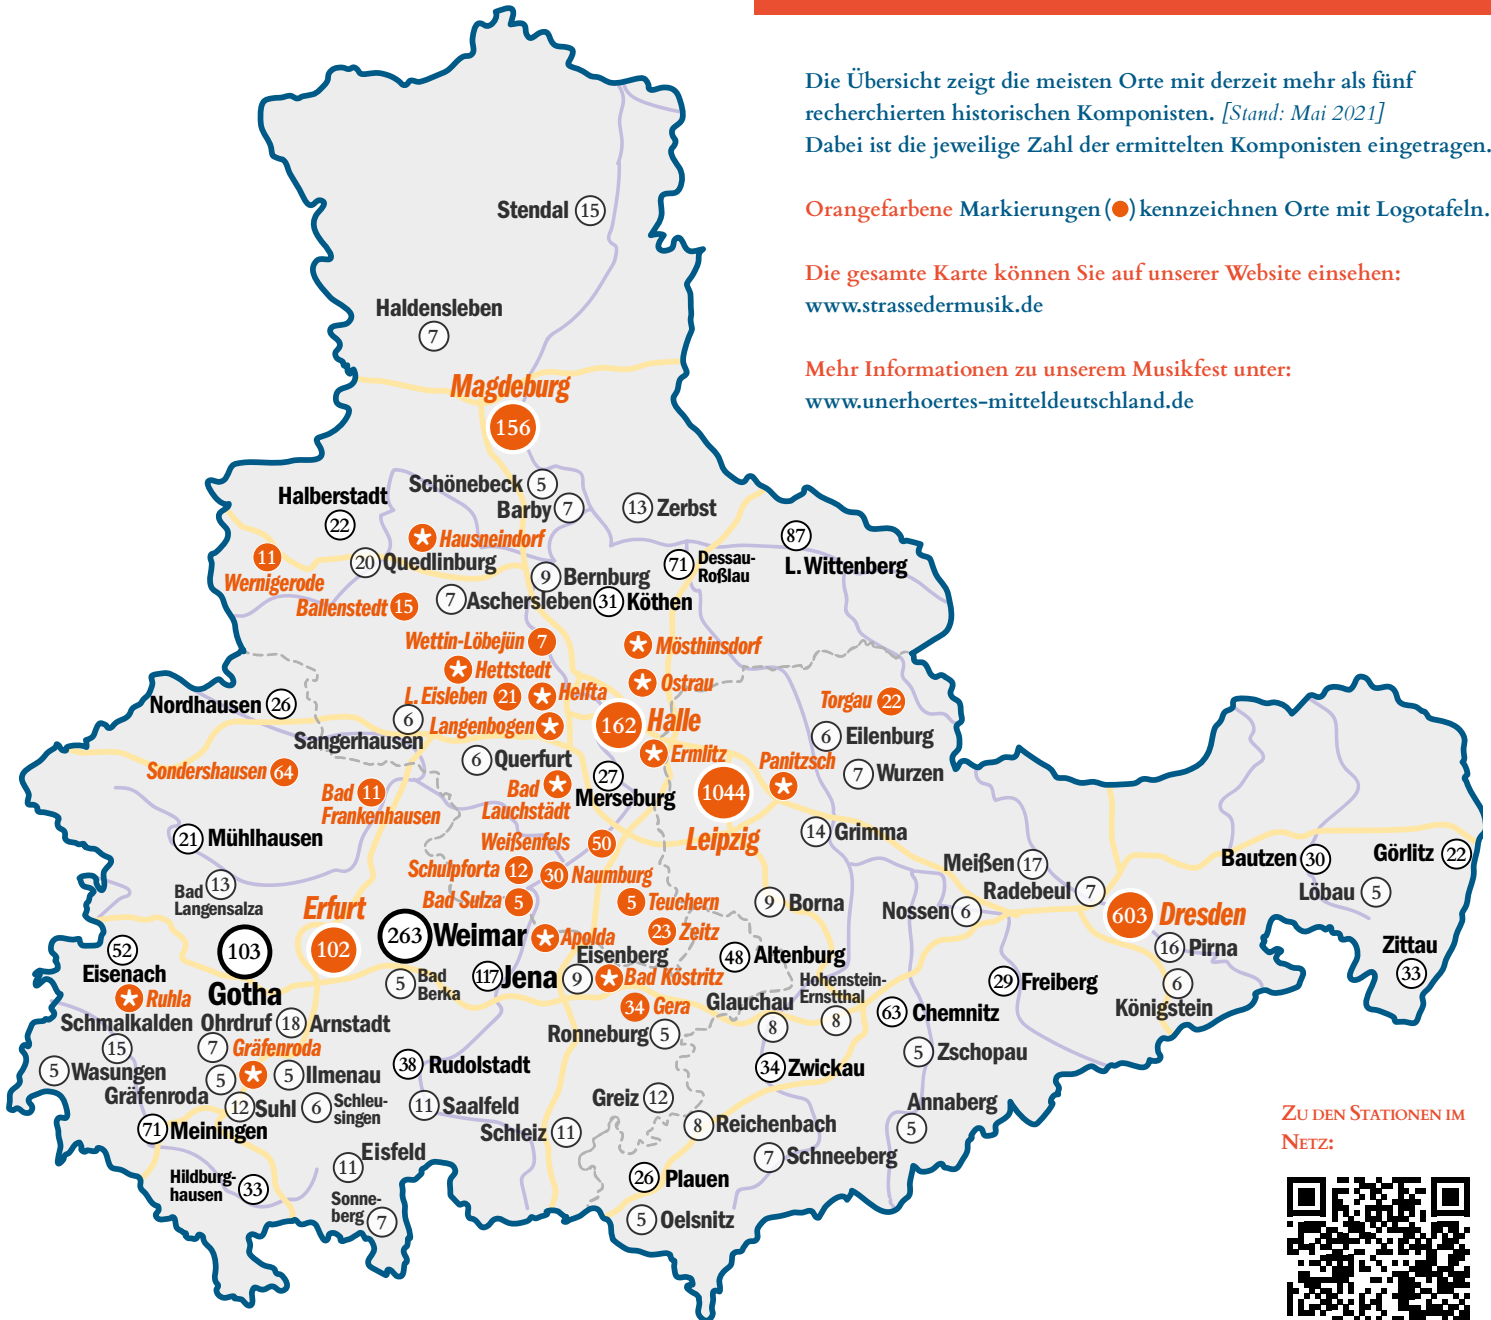 Die Übersicht zeigt die meisten Orte mit derzeit mehr als fünf
recherchierten historischen Komponisten. [Stand: Mai 2021]
Dabei ist die jeweilige Zahl der ermittelten Komponisten eingetragen.
Orangefarbene Markierungen (●) kennzeichnen Orte mit Logotafeln.
Die gesamte Karte können Sie auf unserer Website einsehen:
www.strassedermusik.de
Mehr Informationen zu unserem Musikfest unter:
www.unerhoertes-mitteldeutschland.de
Stendal 15
Haldensleben
7
Magdeburg
156
Schönebeck 5
Halberstadt
22
Barby 7
13 Zerbst
87
L. Wittenberg
Hausneindorf
11
Wernigerode
20 Quedlinburg
71 Dessau-
Roßlau
9 Bernburg
Ballenstedt 15
7 Aschersleben
31 Köthen
Wettin-Löbejün 7
Mösthinsdorf
Hettstedt
Ostrau
L. Eisleben 21
Helfta
Nordhausen 26
6
Sangerhausen
Langenbogen
162 Halle
Torgau 22
6 Eilenburg
Ermlitz
Panitzsch
6 Querfurt
7 Wurzen
Sondershausen 64
Bad 11
Frankenhausen
Bad
Lauchstädt
27
Merseburg
1044
Leipzig
21 Mühlhausen
Weißenfels 50
14 Grimma
Meißen 17
Bautzen 30
Görlitz 22
Schulpforta 12
30 Naumburg
Radebeul 7
Löbau 5
Bad 13
Langensalza
Bad Sulza 5
5 Teuchern
9 Borna
Nossen 6
603 Dresden
Erfurt
102
263 Weimar
Apolda
23 Zeitz
16 Pirna
Zittau
33
52
Eisenach
103
Gotha
Eisenberg
9
48 Altenburg
5 Bad
Berka
117 Jena
Bad Köstritz
Hohenstein-
Ernstthal
8
29 Freiberg
6
Königstein
Ruhla
34 Gera
Glauchau
8
63 Chemnitz
Schmalkalden
15
Ohrdruf
7
18 Arnstadt
Ronneburg 5
5 Zschopau
Gräfenroda
5 Wasungen
38 Rudolstadt
34 Zwickau
Gräfenroda 5
5 Ilmenau
12 Suhl
6 Schleu-
singen
11 Saalfeld
Greiz 12
Annaberg
5
71 Meiningen
Schleiz 11
8 Reichenbach
Eisfeld
11
7 Schneeberg
Hildburg-
hausen 33
26 Plauen
Sonne-
berg 7
5 Oelsnitz
ZU DEN STATIONEN IM
NETZ: